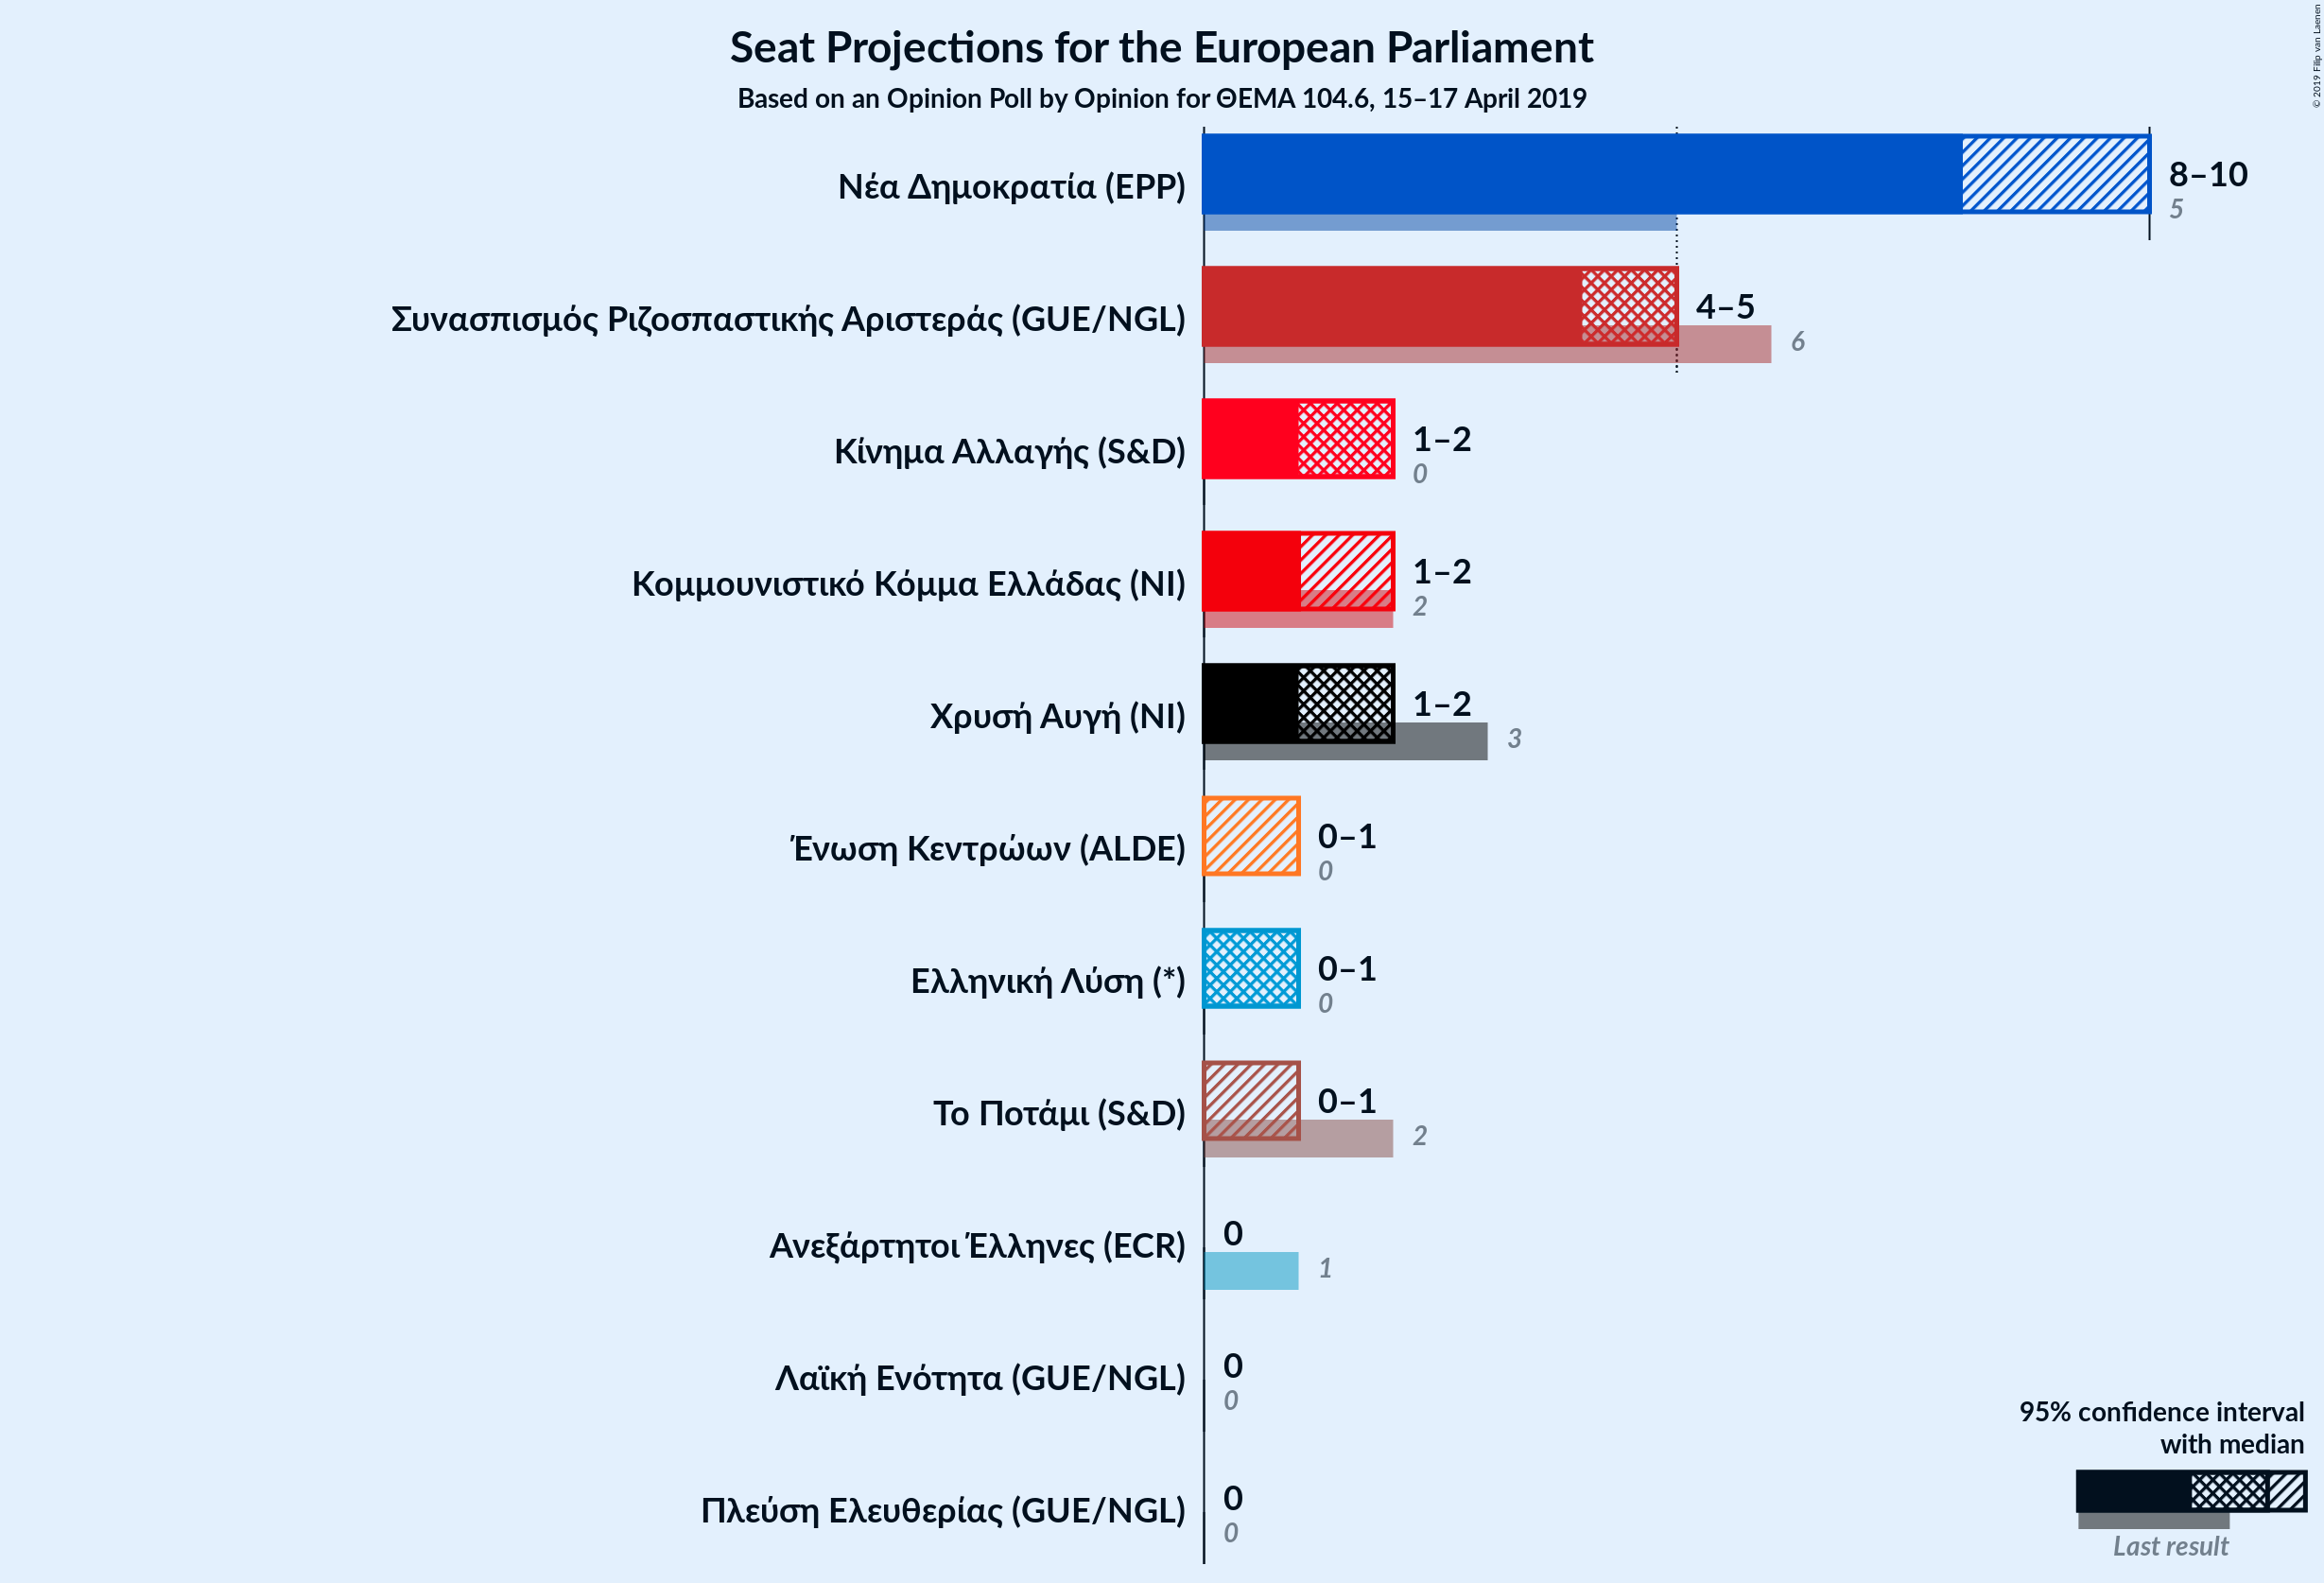 Seat Projections for the European Parliament
Based on an Opinion Poll by Opinion for ΘΕΜΑ 104.6, 15–17 April 2019
© 2019 Filip van Laenen
Νέα Δημοκρατία (EPP)
8–10
5
Συνασπισμός Ριζοσπαστικής Αριστεράς (GUE/NGL)
4–5
6
Κίνημα Αλλαγής (S&D)
1–2
0
Κομμουνιστικό Κόμμα Ελλάδας (NI)
1–2
2
Χρυσή Αυγή (NI)
1–2
3
Ένωση Κεντρώων (ALDE)
0–1
0
Ελληνική Λύση (*)
0–1
0
Το Ποτάμι (S&D)
0–1
2
Ανεξάρτητοι Έλληνες (ECR)
0
1
Λαϊκή Ενότητα (GUE/NGL)
0
0
Πλεύση Ελευθερίας (GUE/NGL)
0
0
95% confidence interval
with median
Last result